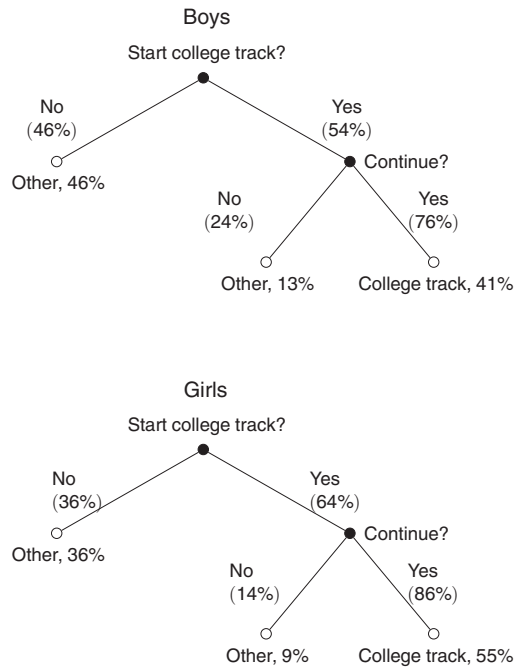 Boys
Start college track?
No
(46%)
Yes
(54%)
Other, 46%
Continue?
No
(24%)
Yes
(76%)
Other, 13%
College track, 41%
Girls
Start college track?
No
(36%)
Yes
(64%)
Other, 36%
Continue?
No
(14%)
Yes
(86%)
Other, 9%
College track, 55%